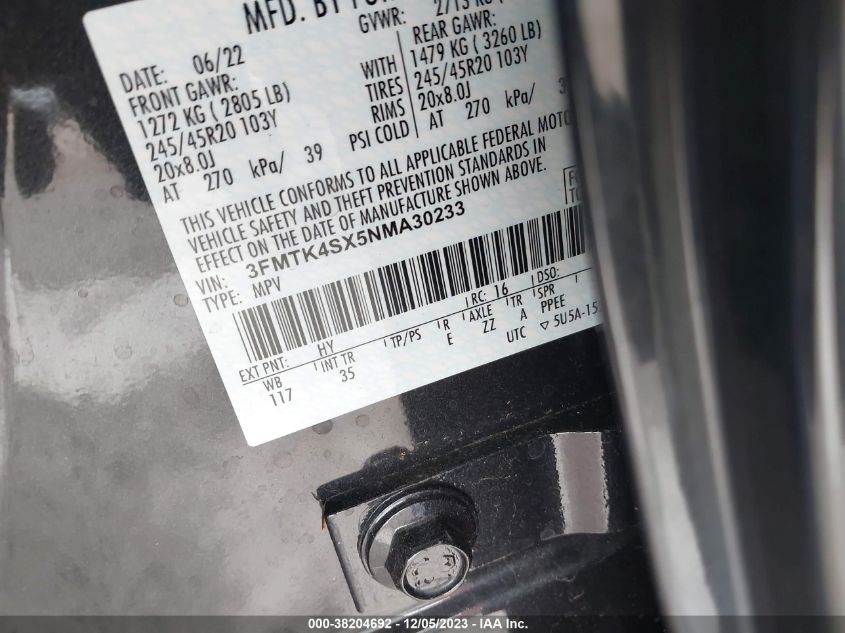 MFD. BY
GVWR:
DATE: 06/22
FRONT GAWR:
1272 KG ( 2805 LB)
245/45R20 103Y
20x8.0J
AT 270 kPa/ 39
WITH
TIRES
RIMS
PSI COLD
REAR GAWR:
1479 KG ( 3260 LB)
245/45R20 103Y
20x8.0J
AT 270 kPa/
THIS VEHICLE CONFORMS TO ALL APPLICABLE FEDERAL
VEHICLE SAFETY AND THEFT PREVENTION STANDARDS IN
EFFECT ON THE DATE OF MANUFACTURE SHOWN ABOVE.
VIN: 3FMTK4SX5NMA30233
TYPE: MPV
EXT PNT: HY RC: 16 DSO:
WB INT TR TP/PS R AXLE TR SPR
117 35 E ZZ A PPEE
UTC ▽ 5U5A-15
000-38204692 - 12/05/2023 - IAA Inc.